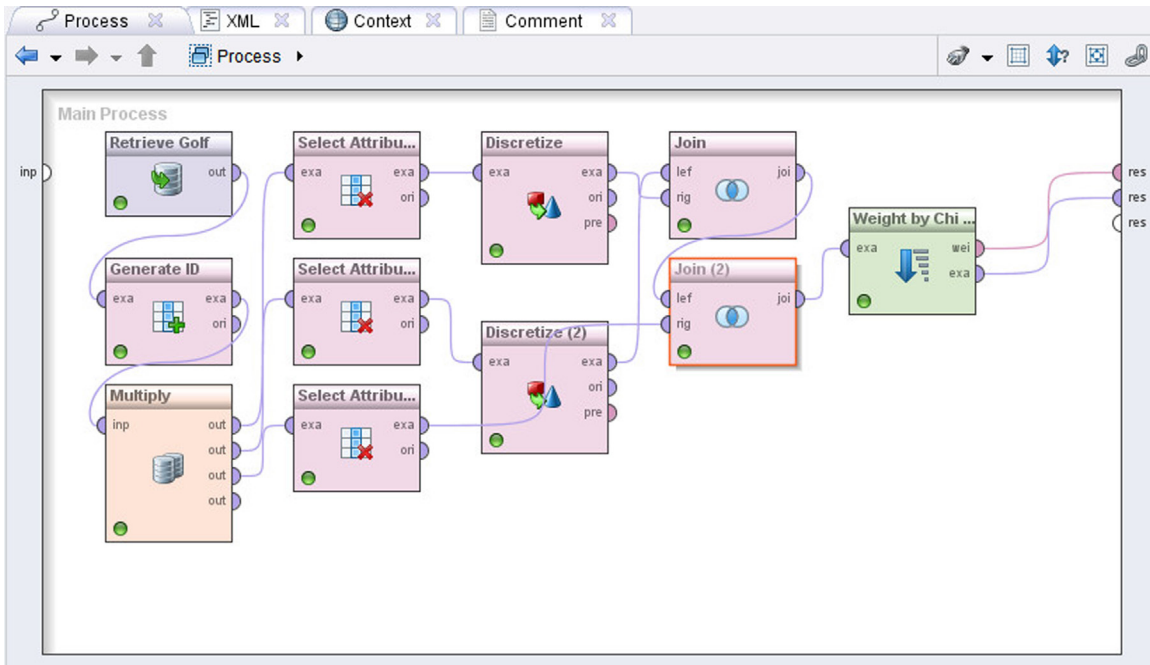 Process XML Context Comment
Process
Main Process
inp
Retrieve Golf
out
Select Attribu...
exa exa
ori
Discretize
exa exa
ori
pre
Join
lef joi
rig
res
res
res
Weight by Chi ...
exa wei
exa
Generate ID
exa exa
ori
Select Attribu...
exa exa
ori
Join (2)
lef joi
rig
Discretize (2)
exa exa
ori
pre
Multiply
inp out
out
out
out
Select Attribu...
exa exa
ori